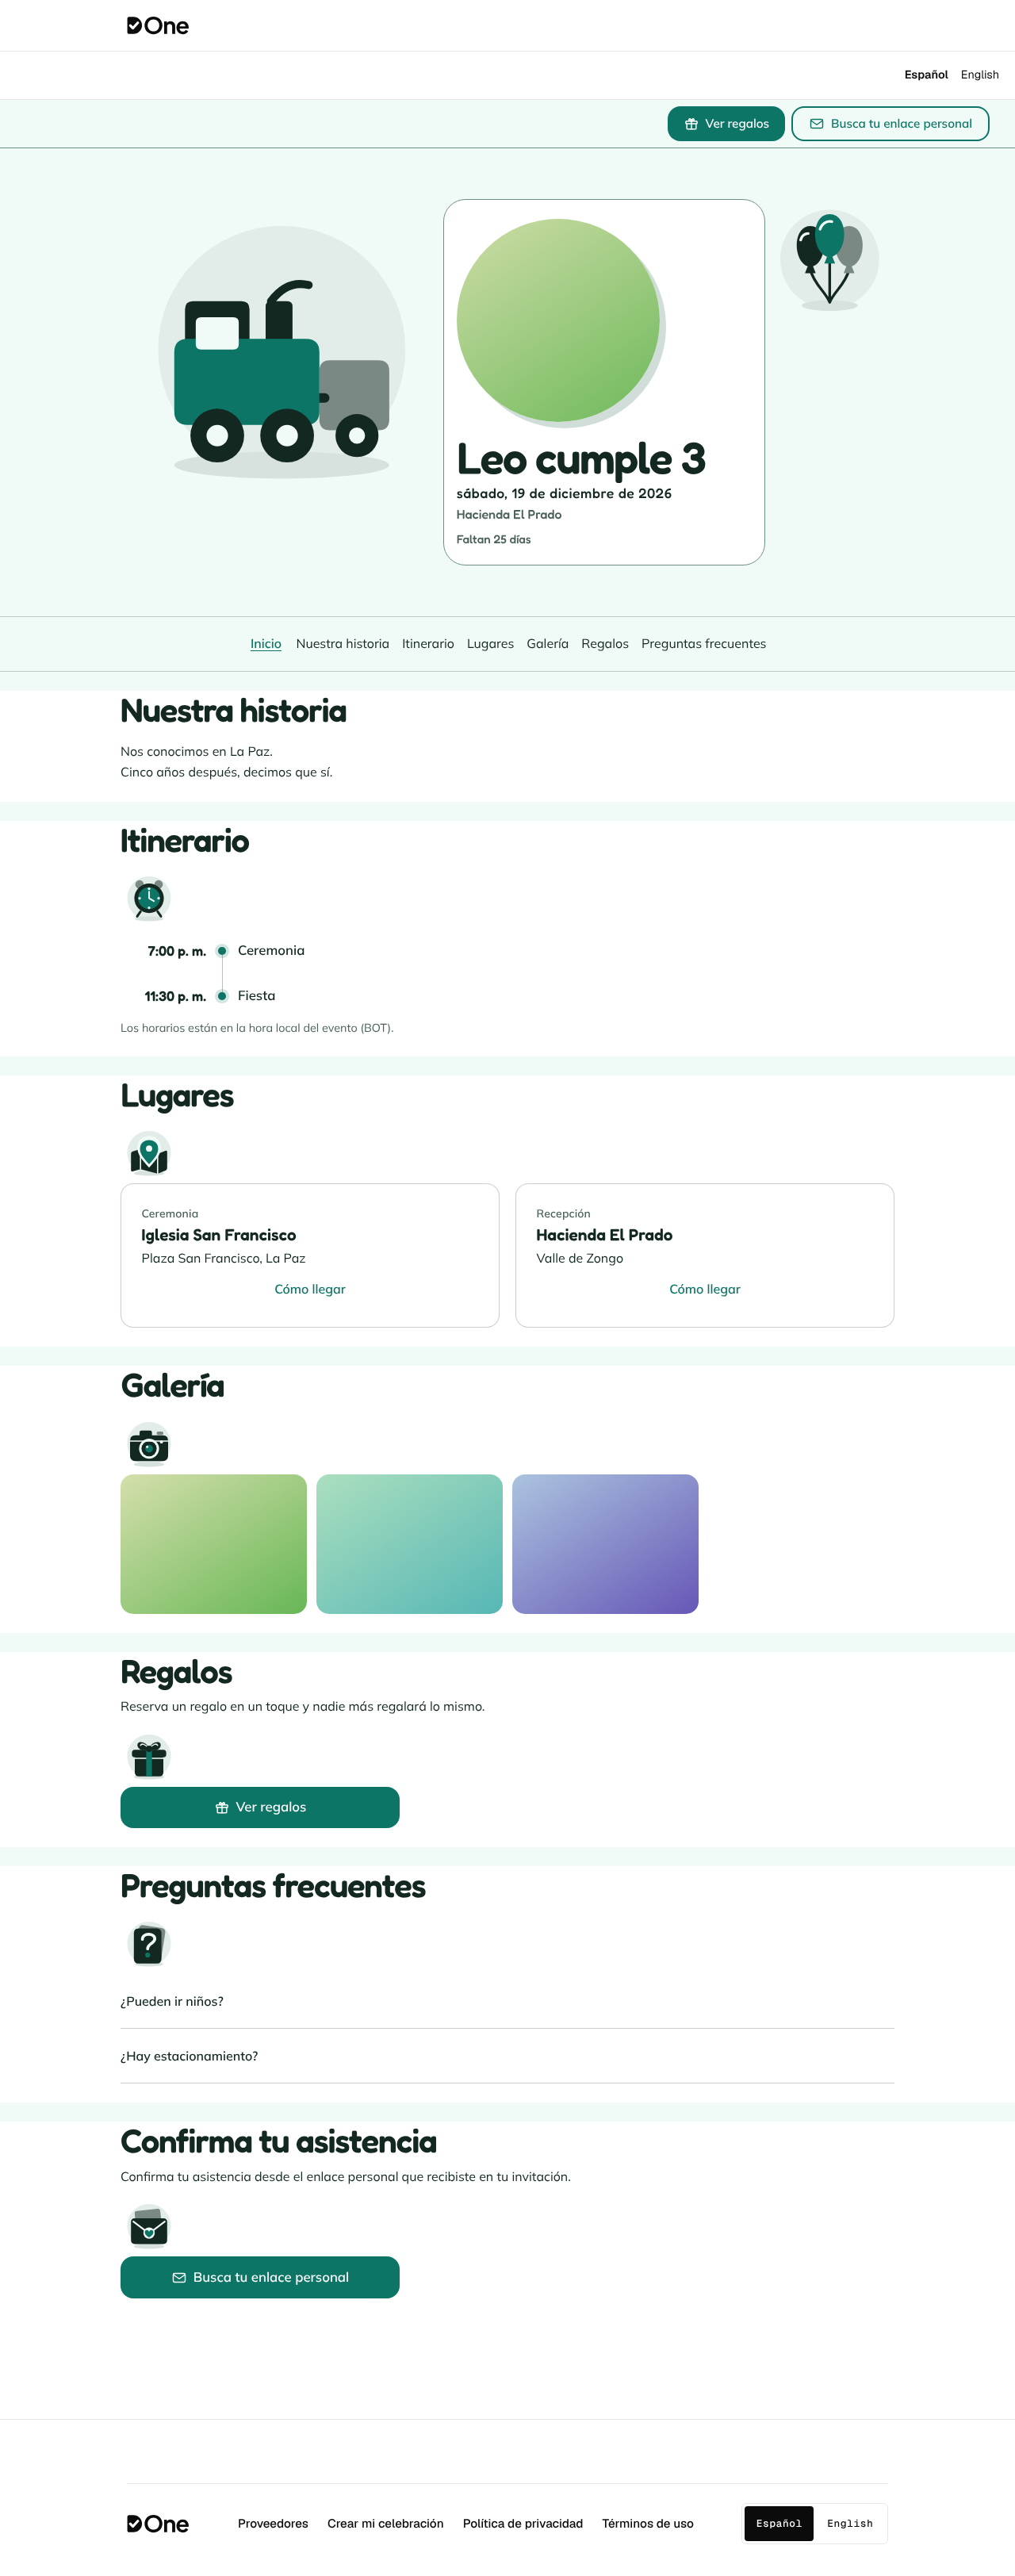 One
Español English
Ver regalos Busca tu enlace personal
Leo cumple 3
sábado, 19 de diciembre de 2026
Hacienda El Prado
Faltan 25 días
Inicio Nuestra historia Itinerario Lugares Galería Regalos Preguntas frecuentes
Nuestra historia
Nos conocimos en La Paz.
Cinco años después, decimos que sí.
Itinerario
7:00 p. m. Ceremonia
11:30 p. m. Fiesta
Los horarios están en la hora local del evento (BOT).
Lugares
Ceremonia
Iglesia San Francisco
Plaza San Francisco, La Paz
Cómo llegar
Recepción
Hacienda El Prado
Valle de Zongo
Cómo llegar
Galería
Regalos
Reserva un regalo en un toque y nadie más regalará lo mismo.
Ver regalos
Preguntas frecuentes
?
¿Pueden ir niños?
¿Hay estacionamiento?
Confirma tu asistencia
Confirma tu asistencia desde el enlace personal que recibiste en tu invitación.
Busca tu enlace personal
One
Proveedores Crear mi celebración Política de privacidad Términos de uso Español English